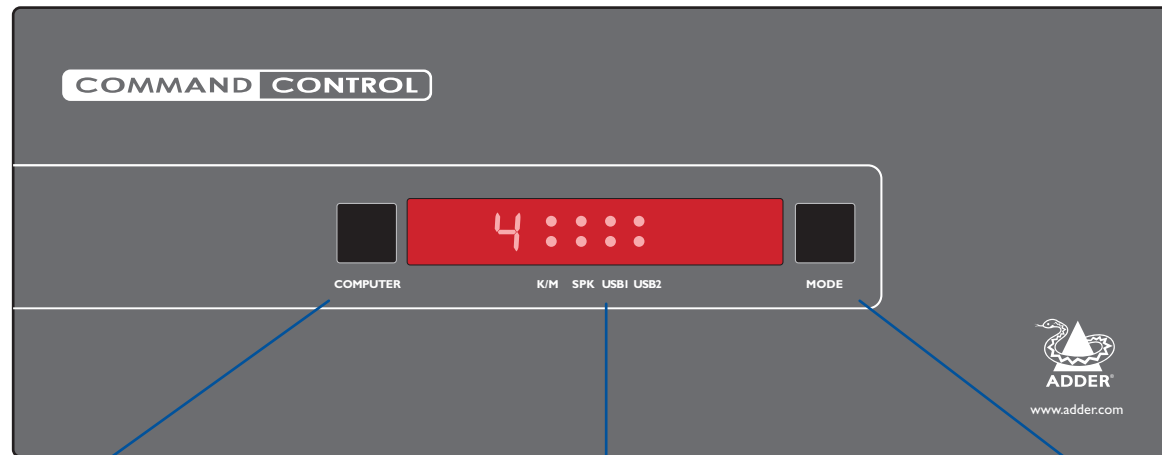 COMMAND CONTROL
4
COMPUTER K/M SPK USB1 USB2 MODE
ADDER®
www.adder.com